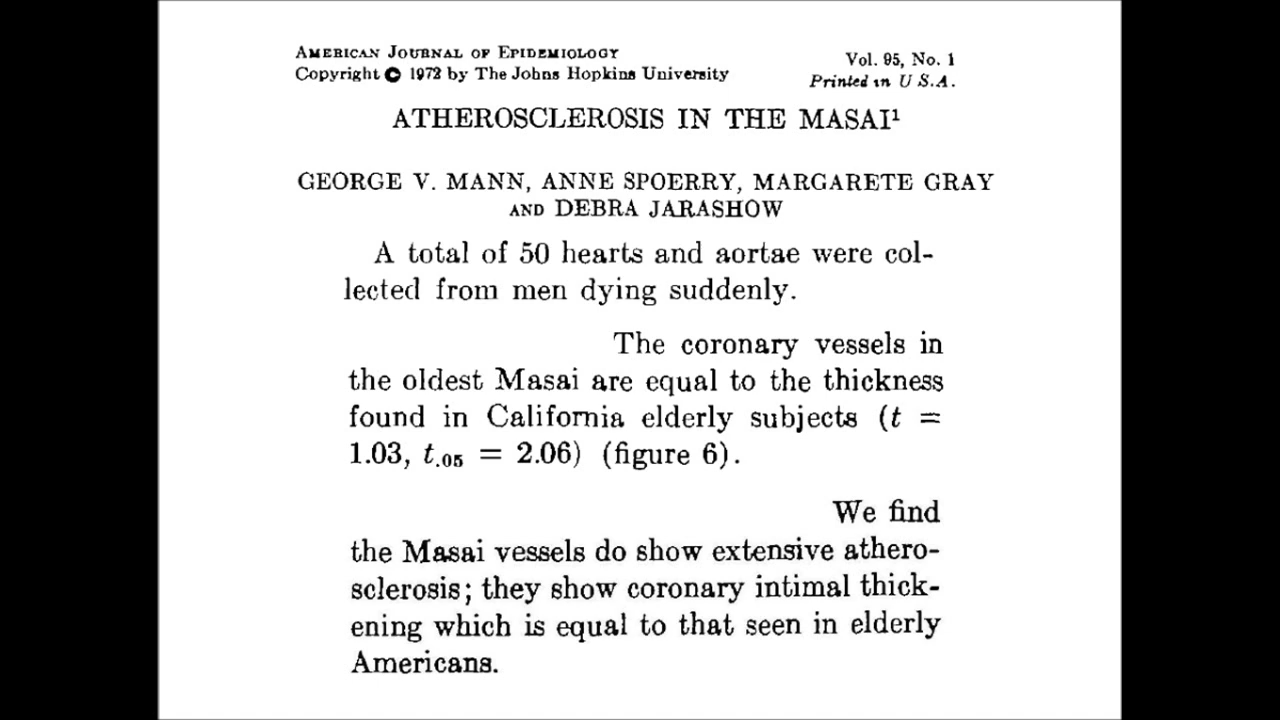 AMERICAN JOURNAL OF EPIDEMIOLOGY
Copyright © 1972 by The Johns Hopkins University
Vol. 95, No. 1
Printed in U S.A.
ATHEROSCLEROSIS IN THE MASAI¹
GEORGE V. MANN, ANNE SPOERRY, MARGARETE GRAY
AND DEBRA JARASHOW
A total of 50 hearts and aortae were col-
lected from men dying suddenly.
The coronary vessels in
the oldest Masai are equal to the thickness
found in California elderly subjects (t =
1.03, t.05 = 2.06) (figure 6).
We find
the Masai vessels do show extensive athero-
sclerosis; they show coronary intimal thick-
ening which is equal to that seen in elderly
Americans.